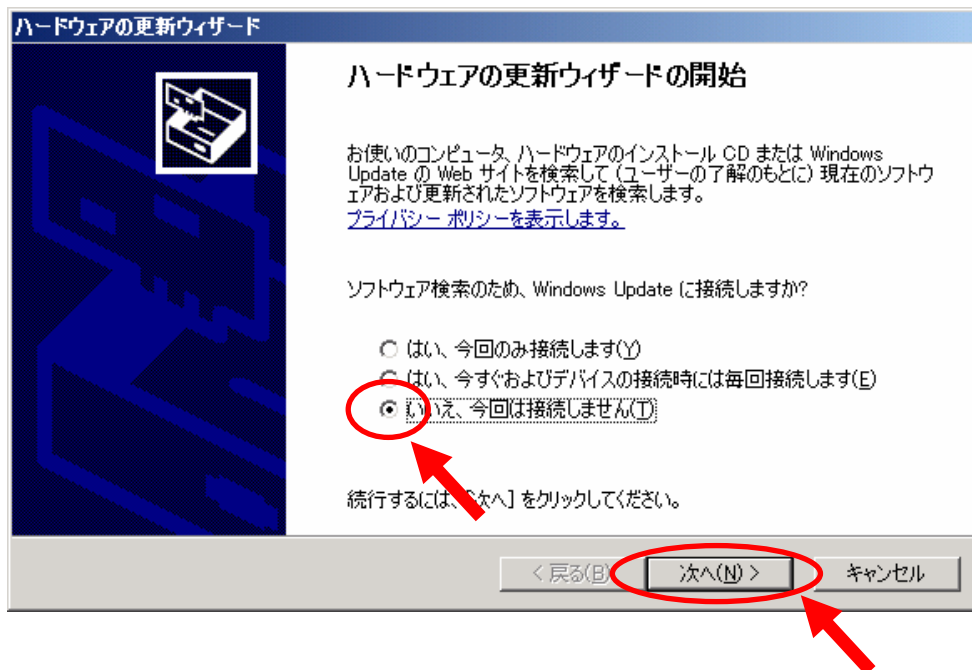 ハードウェアの更新ウィザード
ハードウェアの更新ウィザードの開始
お使いのコンピュータ、ハードウェアのインストール CD または Windows
Update の Web サイトを検索して (ユーザーの了解のもとに) 現在のソフトウ
ェアおよび更新されたソフトウェアを検索します。
プライバシー ポリシーを表示します。
ソフトウェア検索のため、Windows Update に接続しますか?
はい、今回のみ接続します(Y)
はい、今すぐおよびデバイスの接続時には毎回接続します(E)
いいえ、今回は接続しません(T)
続行するには、[次へ] をクリックしてください。
< 戻る(B) 次へ(N) > キャンセル